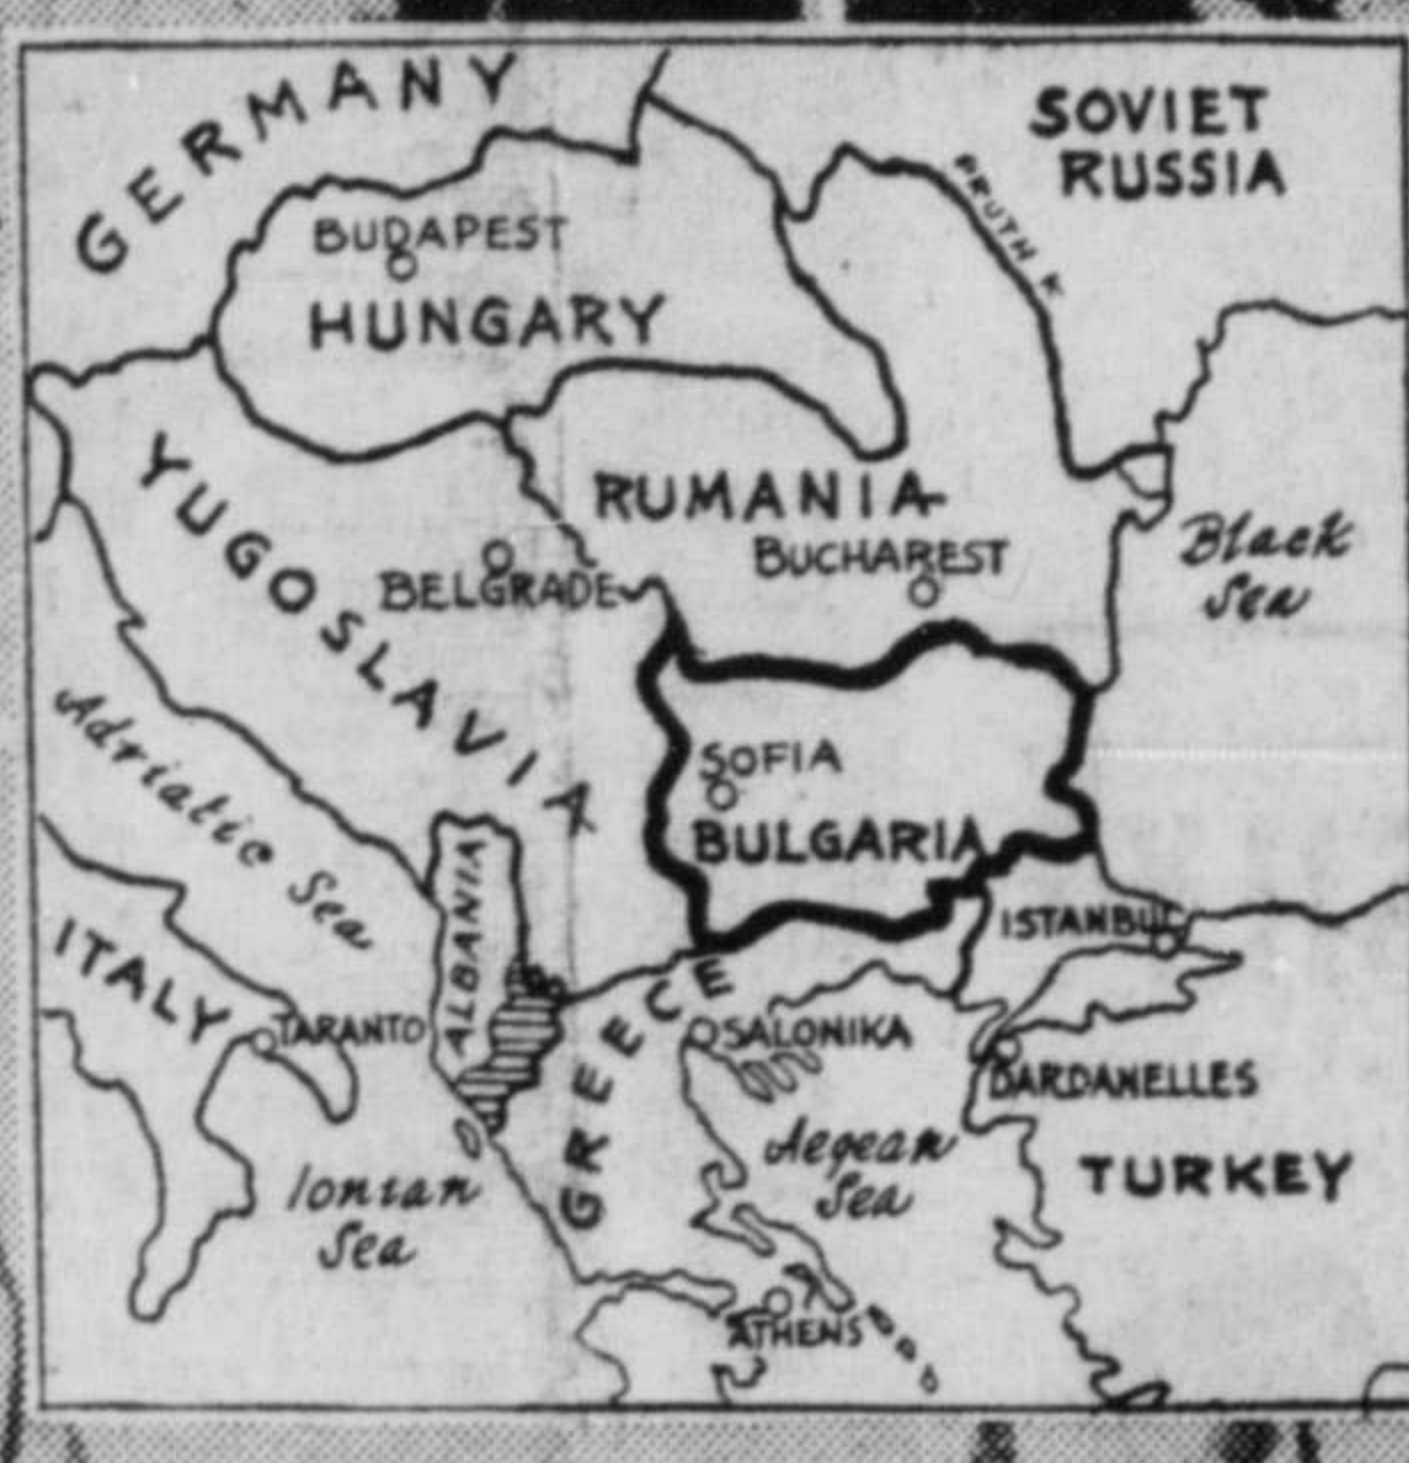 GERMANY
SOVIET
RUSSIA
PRUTH R
BUDAPEST
HUNGARY
YUGOSLAVIA
RUMANIA
BUCHAREST
Black
Sea
BELGRADE
Adriatic Sea
SOFIA
BULGARIA
ALBANIA
ITALY
ISTANBUL
TARANTO
GREECE
SALONIKA
DARDANELLES
Aegean
Sea
TURKEY
Ionian
Sea
ATHENS